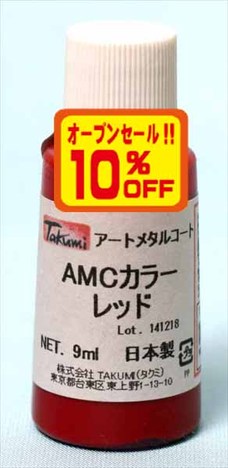 オープンセール!!
10%OFF
Takumi アートメタルコート
AMCカラー
レッド
Lot. 141218
NET. 9ml 日本製
株式会社 TAKUMI(タクミ)
東京都台東区東上野1-13-10